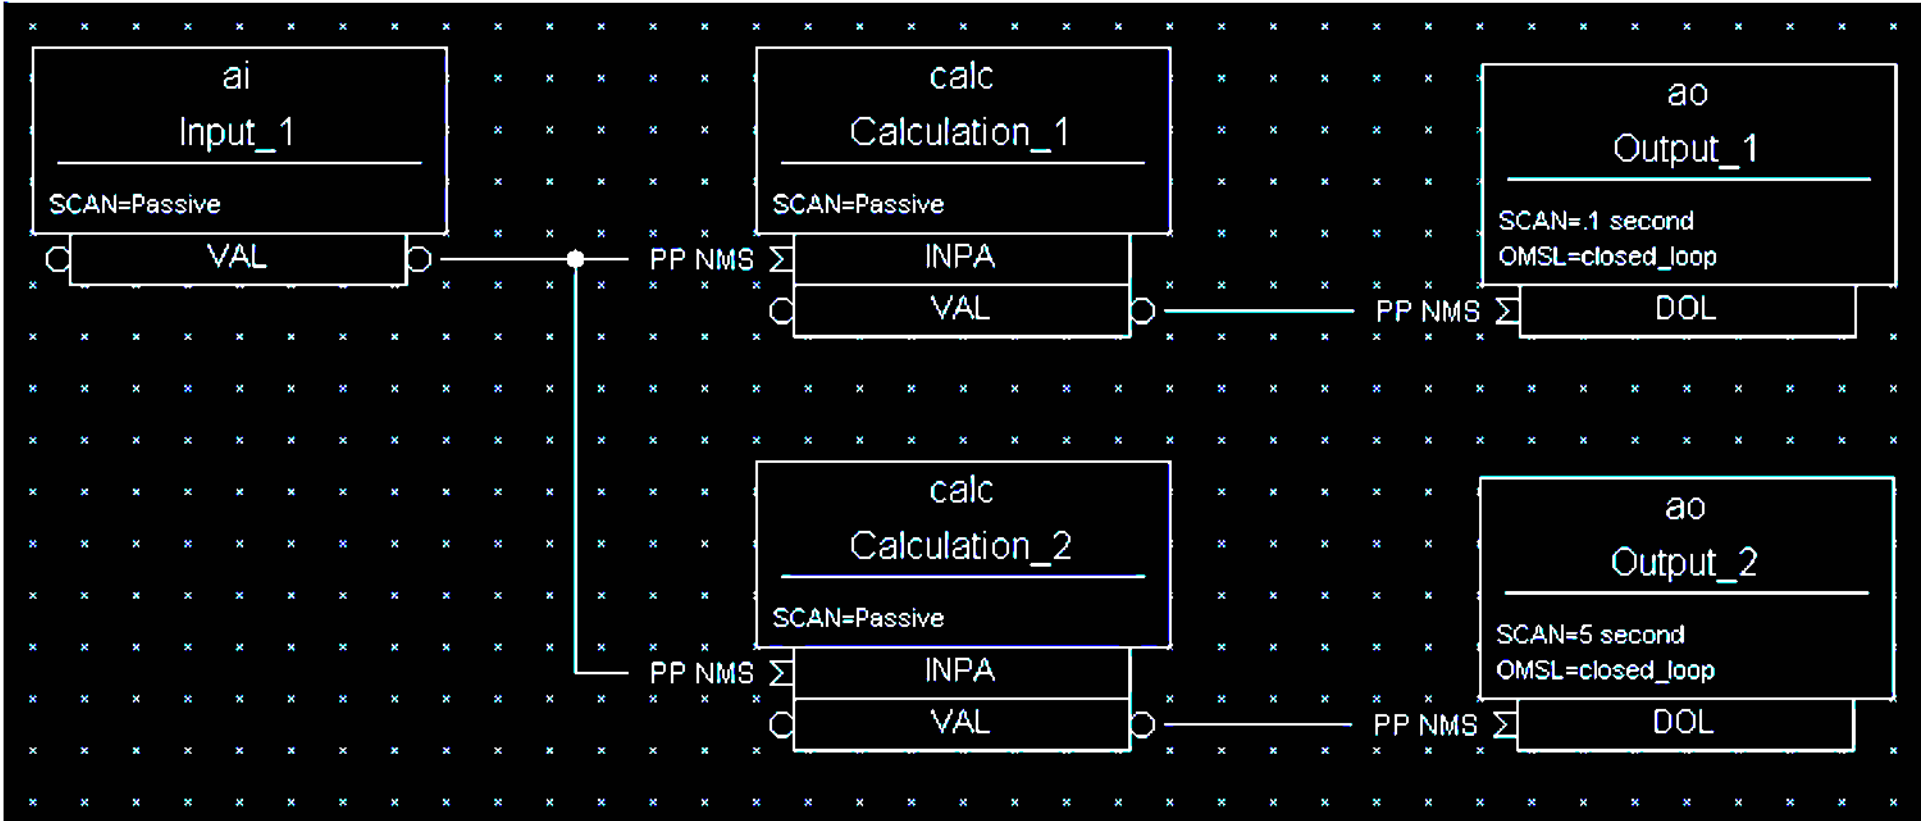 ai
Input_1
SCAN=Passive
VAL
calc
Calculation_1
SCAN=Passive
PP NMS
INPA
VAL
ao
Output_1
SCAN=.1 second
OMSL=closed_loop
PP NMS
DOL
calc
Calculation_2
SCAN=Passive
PP NMS
INPA
VAL
ao
Output_2
SCAN=5 second
OMSL=closed_loop
PP NMS
DOL